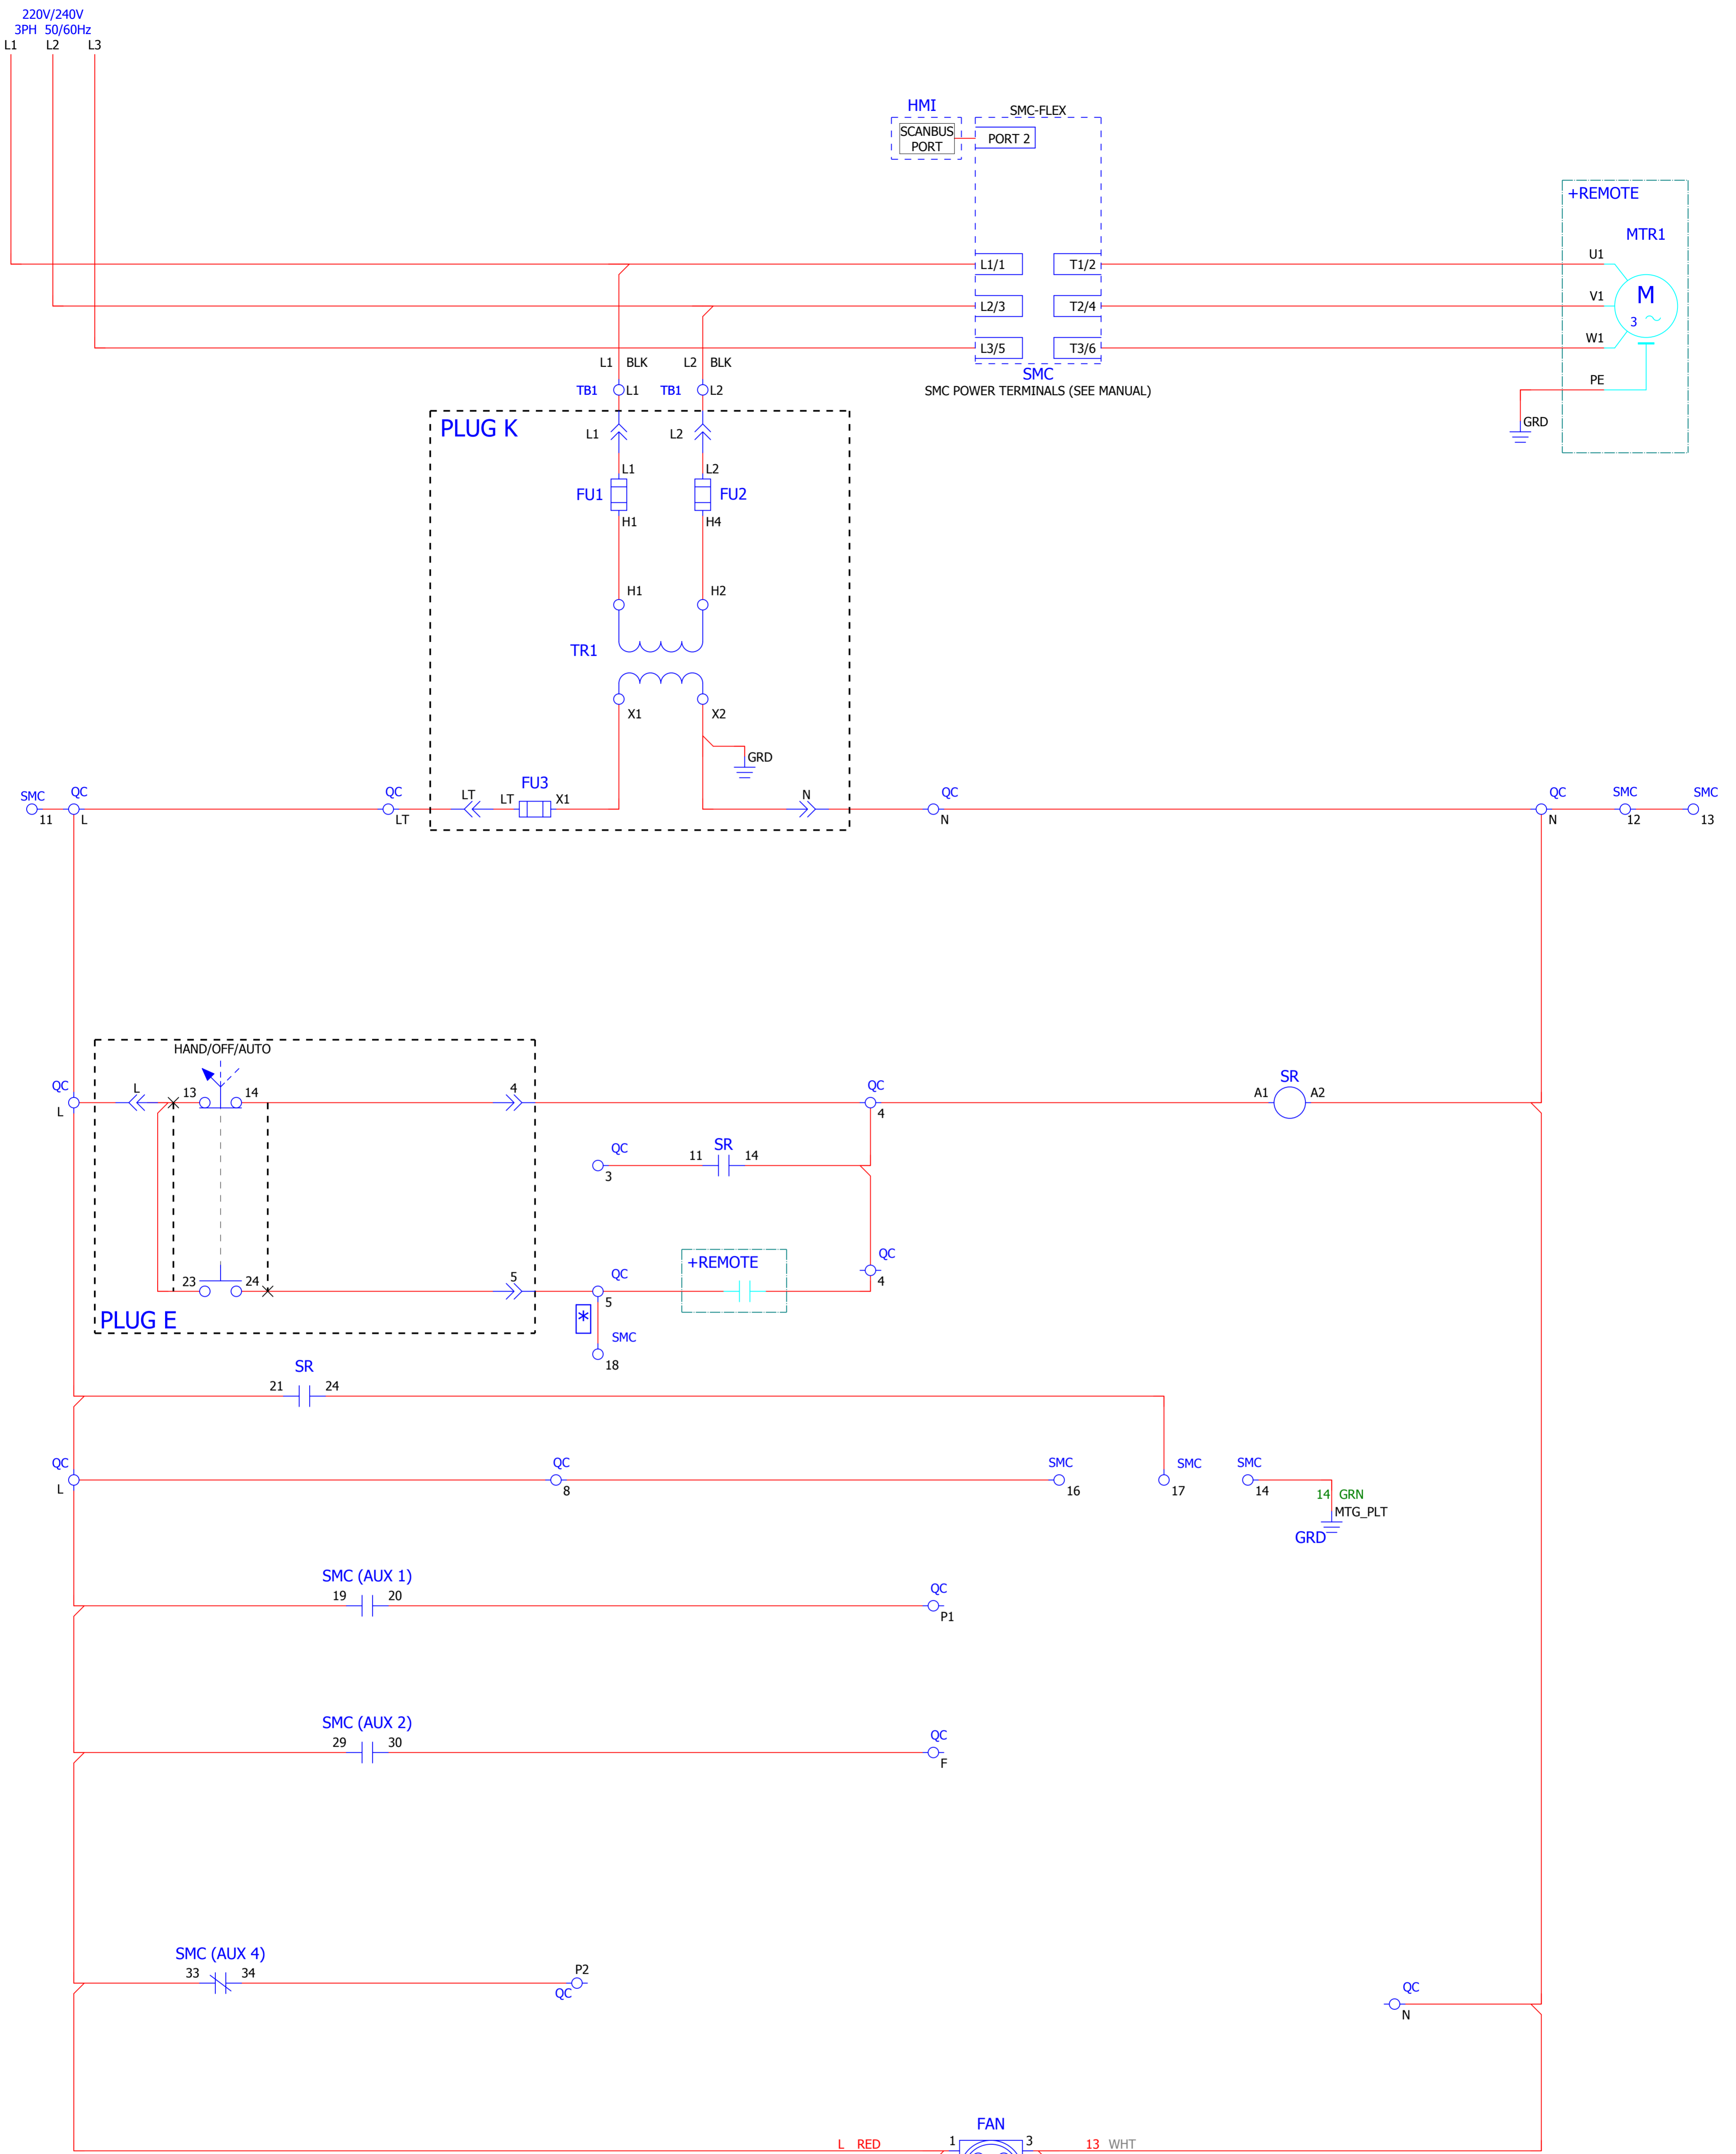 220V/240V
3PH 50/60Hz
L1 L2 L3
HMI
SMC-FLEX
SCANBUS
PORT
PORT 2
+REMOTE
MTR1
U1
L1/1 T1/2
V1
M
3
L2/3 T2/4
W1
L3/5 T3/6
SMC
SMC POWER TERMINALS (SEE MANUAL)
PE
GRD
L1 BLK L2 BLK
TB1 L1 TB1 L2
PLUG K
L1 L2
L1 L2
FU1 FU2
H1 H4
H1 H2
TR1
X1 X2
GRD
SMC QC QC FU3 QC QC SMC SMC
LT LT X1 N
11 L LT N N 12 13
HAND/OFF/AUTO
QC L 13 14 4 QC SR
A1 A2
L 4
QC SR
11 14
3
+REMOTE
QC
4
23 24 5 QC
5
PLUG E
*
SMC
18
SR
21 24
QC QC SMC SMC SMC
L 8 16 17 14
14 GRN
MTG_PLT
GRD
SMC (AUX 1)
19 20 QC
P1
SMC (AUX 2)
29 30 QC
F
SMC (AUX 4)
33 34 P2
QC
QC
N
FAN
L RED 1 3 13 WHT